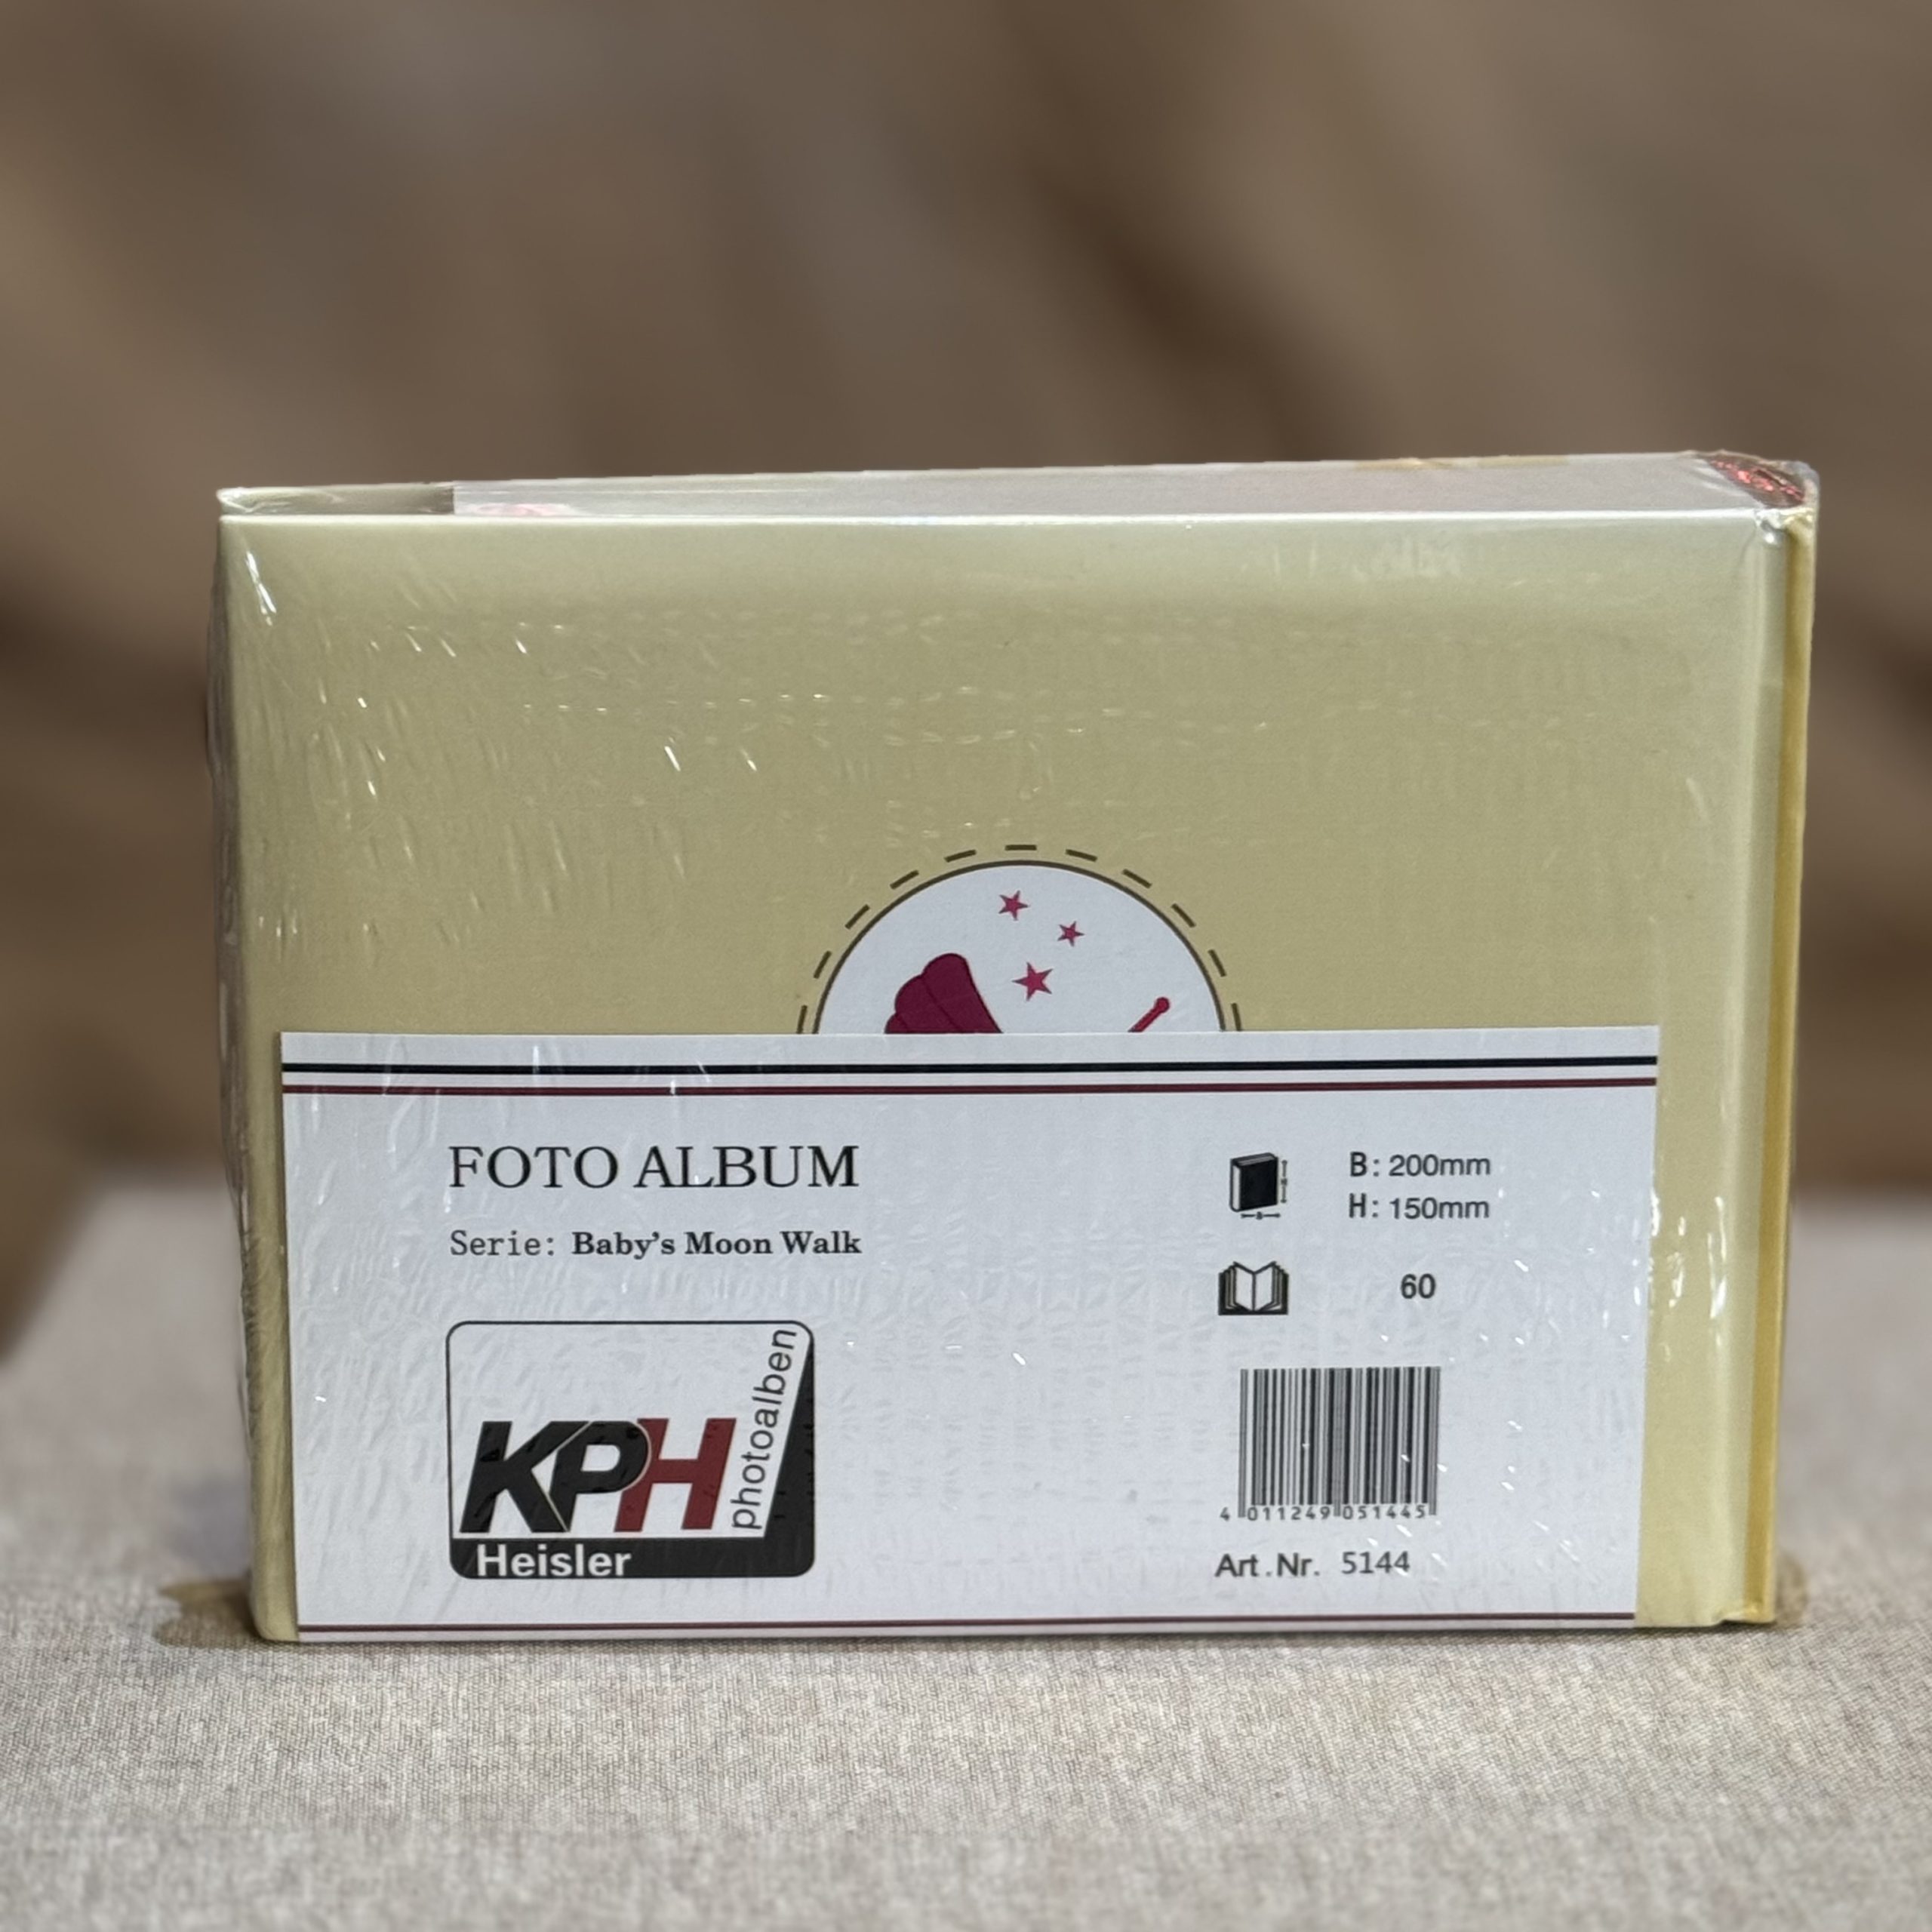 FOTO ALBUM
Serie: Baby's Moon Walk
KPH
photoalben
Heisler
B: 200mm
H: 150mm
60
4 011249 051445
Art.Nr. 5144